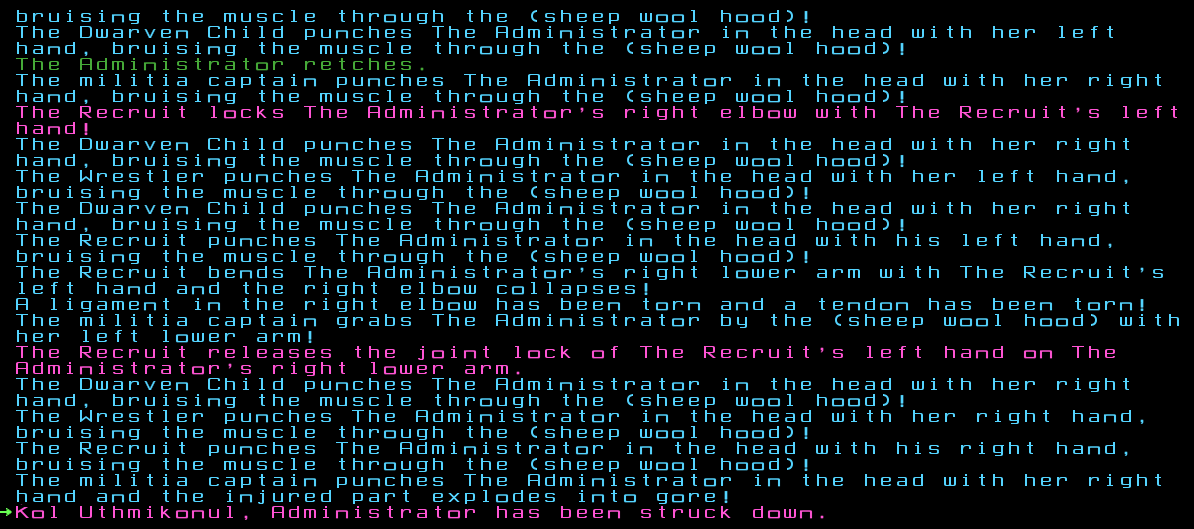 bruising the muscle through the (sheep wool hood)!
The Dwarven Child punches The Administrator in the head with her left
hand, bruising the muscle through the (sheep wool hood)!
The Administrator retches.
The militia captain punches The Administrator in the head with her right
hand, bruising the muscle through the (sheep wool hood)!
The Recruit locks The Administrator's right elbow with The Recruit's left
hand!
The Dwarven Child punches The Administrator in the head with her right
hand, bruising the muscle through the (sheep wool hood)!
The Wrestler punches The Administrator in the head with her left hand,
bruising the muscle through the (sheep wool hood)!
The Dwarven Child punches The Administrator in the head with her right
hand, bruising the muscle through the (sheep wool hood)!
The Recruit punches The Administrator in the head with his left hand,
bruising the muscle through the (sheep wool hood)!
The Recruit bends The Administrator's right lower arm with The Recruit's
left hand and the right elbow collapses!
A ligament in the right elbow has been torn and a tendon has been torn!
The militia captain grabs The Administrator by the (sheep wool hood) with
her left lower arm!
The Recruit releases the joint lock of The Recruit's left hand on The
Administrator's right lower arm.
The Dwarven Child punches The Administrator in the head with her right
hand, bruising the muscle through the (sheep wool hood)!
The Wrestler punches The Administrator in the head with her right hand,
bruising the muscle through the (sheep wool hood)!
The Recruit punches The Administrator in the head with his right hand,
bruising the muscle through the (sheep wool hood)!
The militia captain punches The Administrator in the head with her right
hand and the injured part explodes into gore!
→Kol Uthmikonul, Administrator has been struck down.